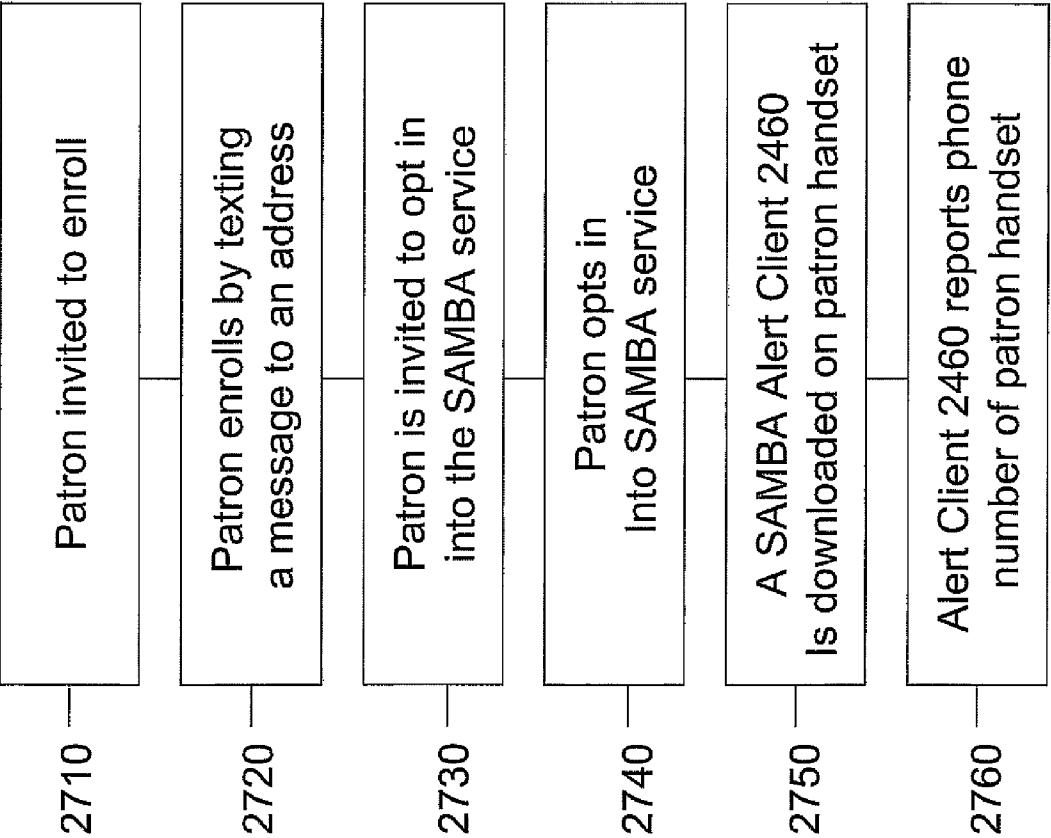 2710
Patron invited to enroll
2720
Patron enrolls by texting
a message to an address
2730
Patron is invited to opt in
into the SAMBA service
2740
Patron opts in
Into SAMBA service
2750
A SAMBA Alert Client 2460
Is downloaded on patron handset
2760
Alert Client 2460 reports phone
number of patron handset